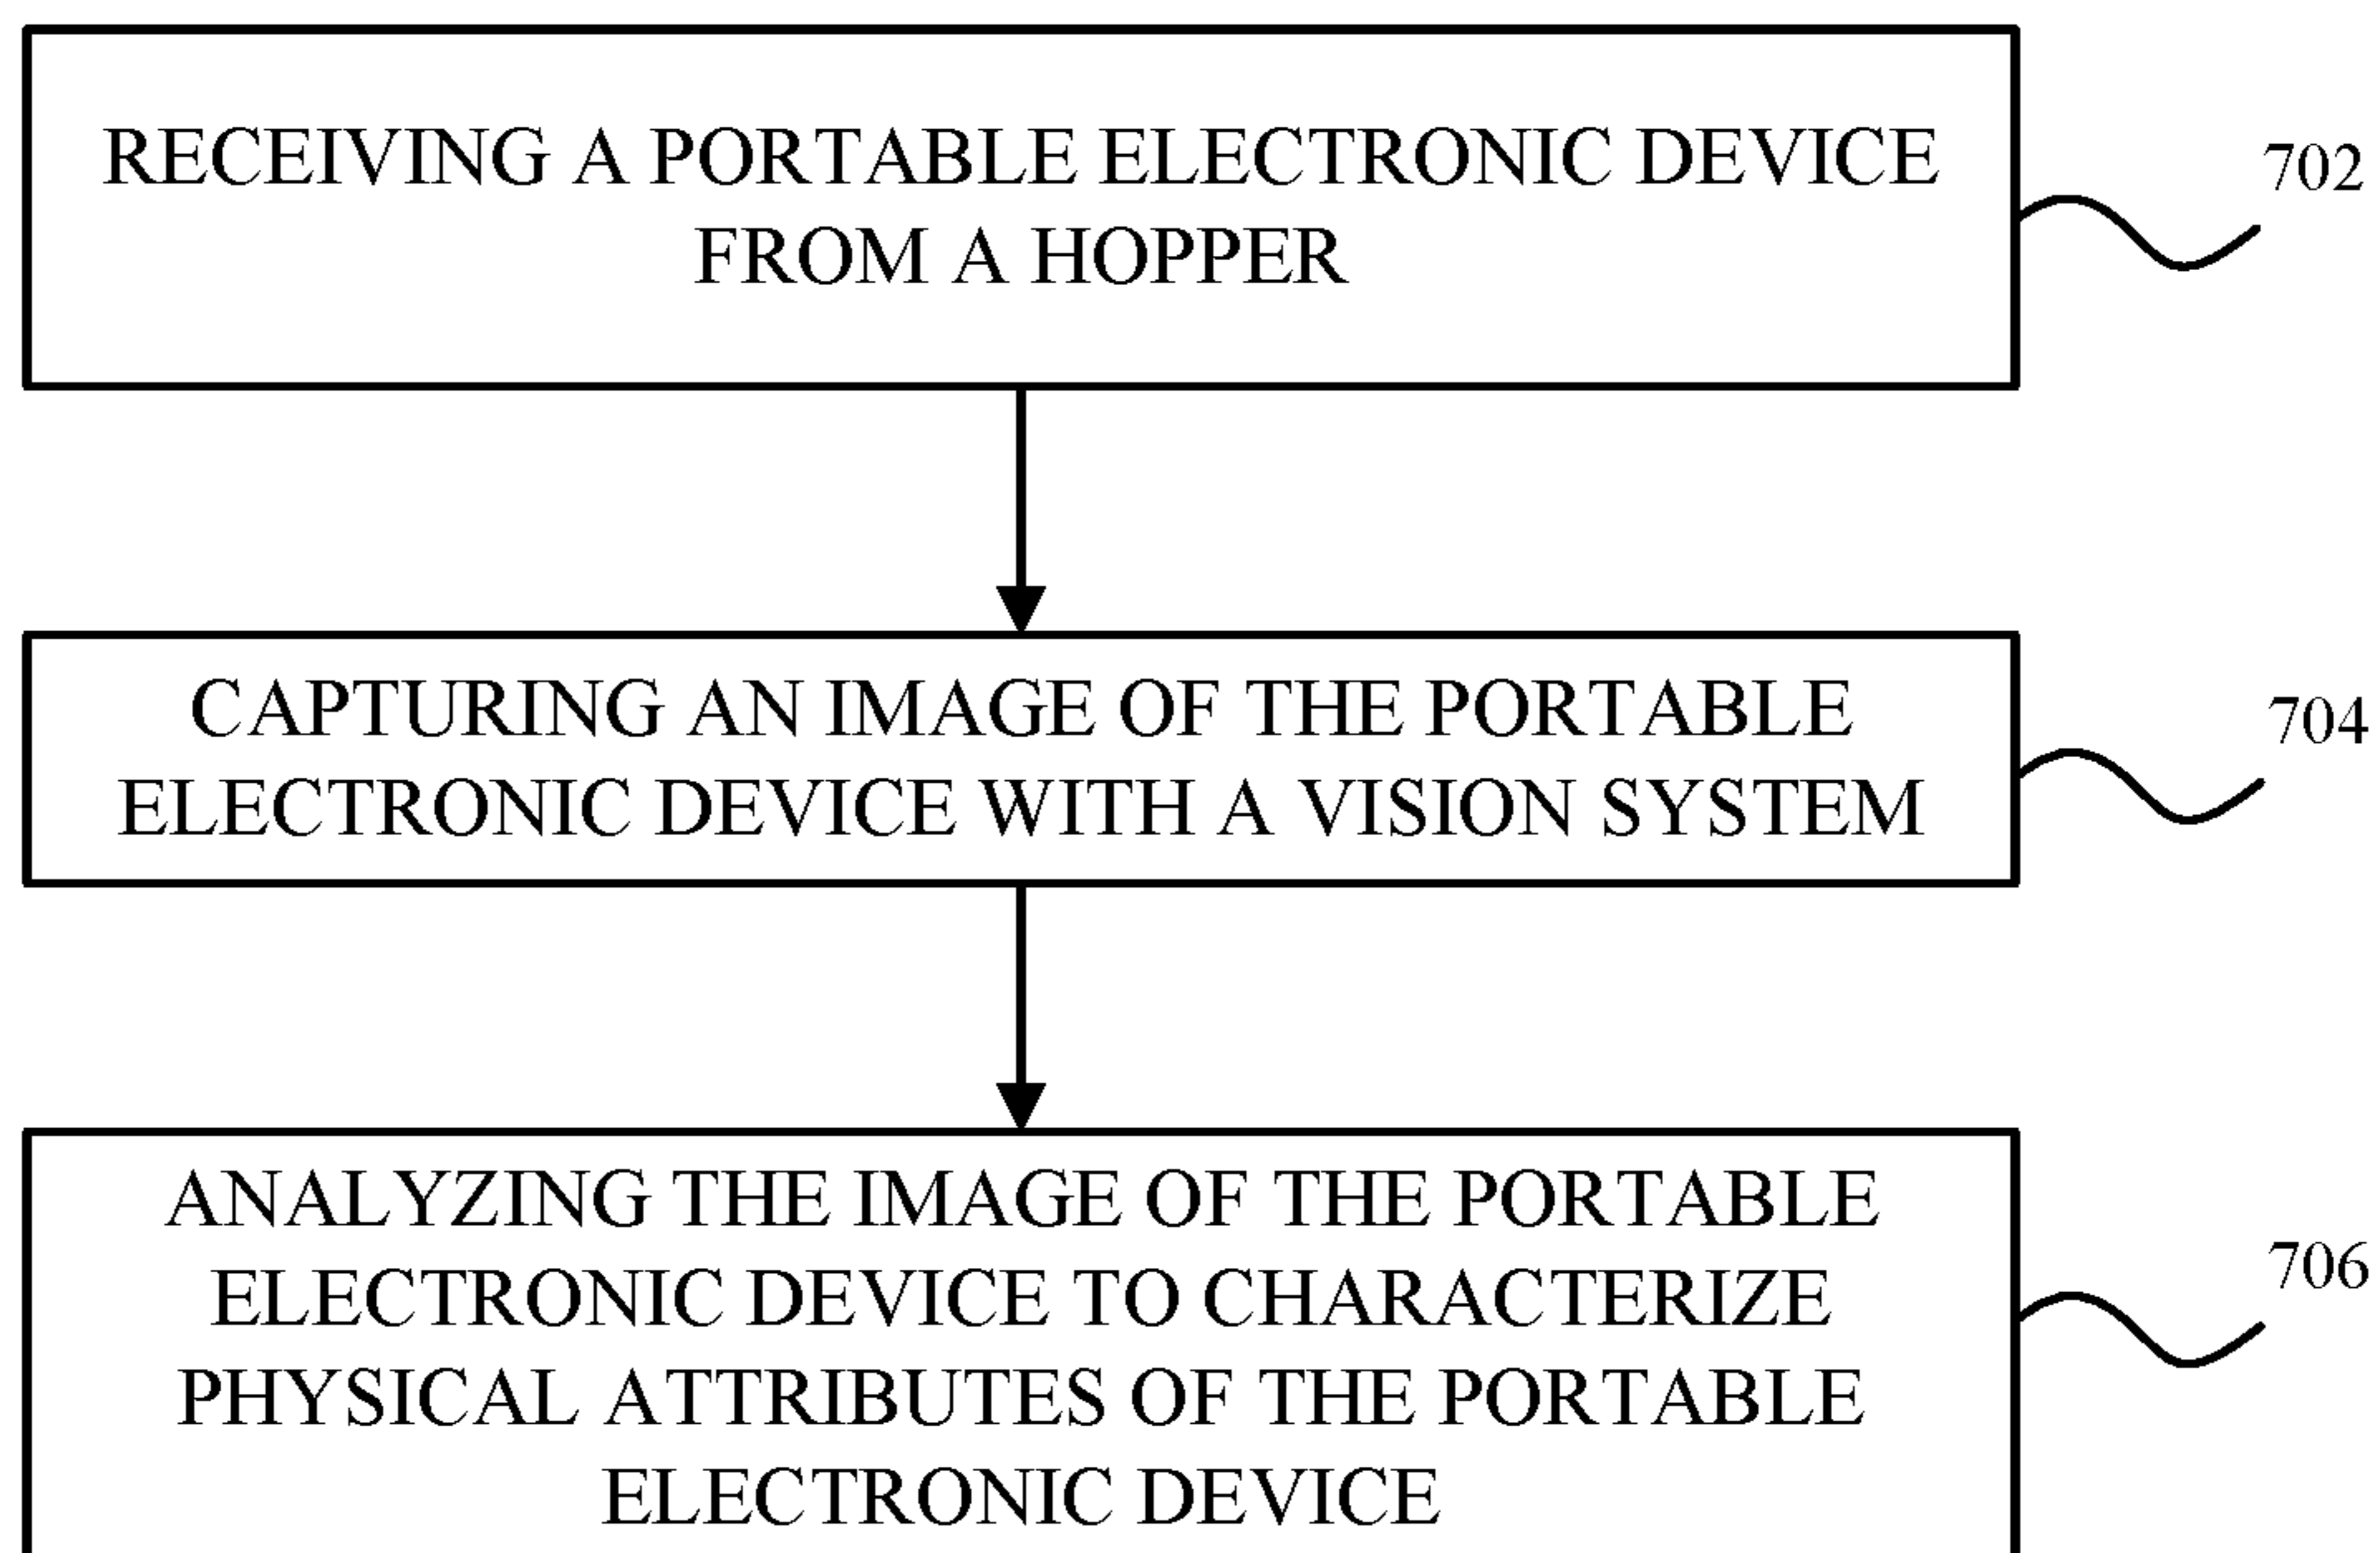 RECEIVING A PORTABLE ELECTRONIC DEVICE
FROM A HOPPER
702
CAPTURING AN IMAGE OF THE PORTABLE
ELECTRONIC DEVICE WITH A VISION SYSTEM
704
ANALYZING THE IMAGE OF THE PORTABLE
ELECTRONIC DEVICE TO CHARACTERIZE
PHYSICAL ATTRIBUTES OF THE PORTABLE
ELECTRONIC DEVICE
706